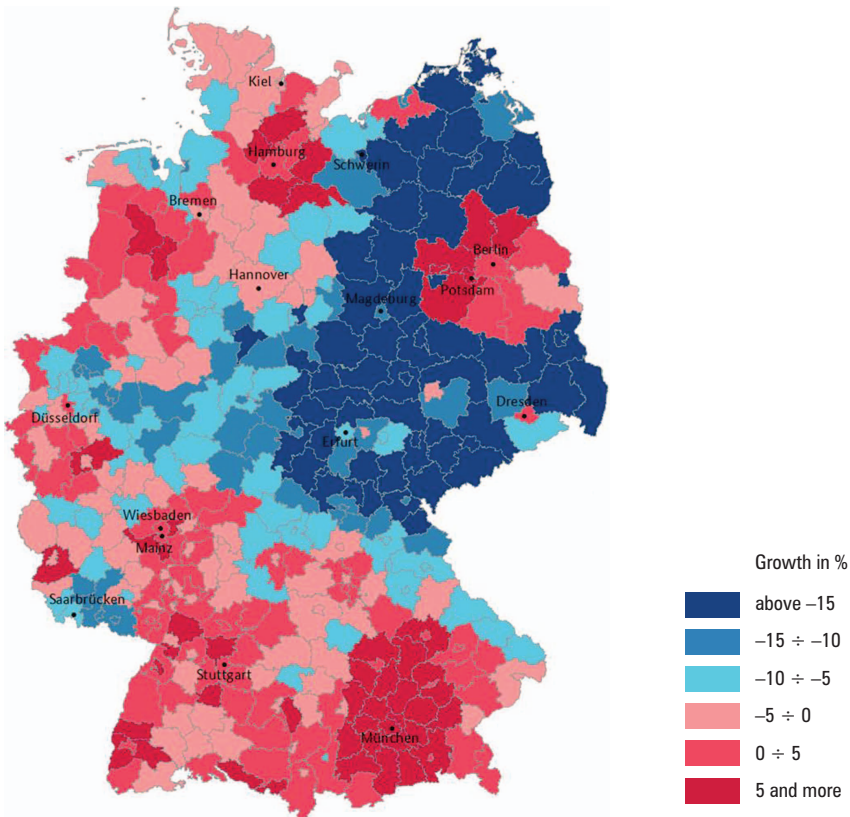 Kiel
Hamburg
Schwerin
Bremen
Berlin
Hannover
Potsdam
Magdeburg
Düsseldorf
Dresden
Erfurt
Wiesbaden
Mainz
Saarbrücken
Stuttgart
München
Growth in %
above –15
–15 ÷ –10
–10 ÷ –5
–5 ÷ 0
0 ÷ 5
5 and more